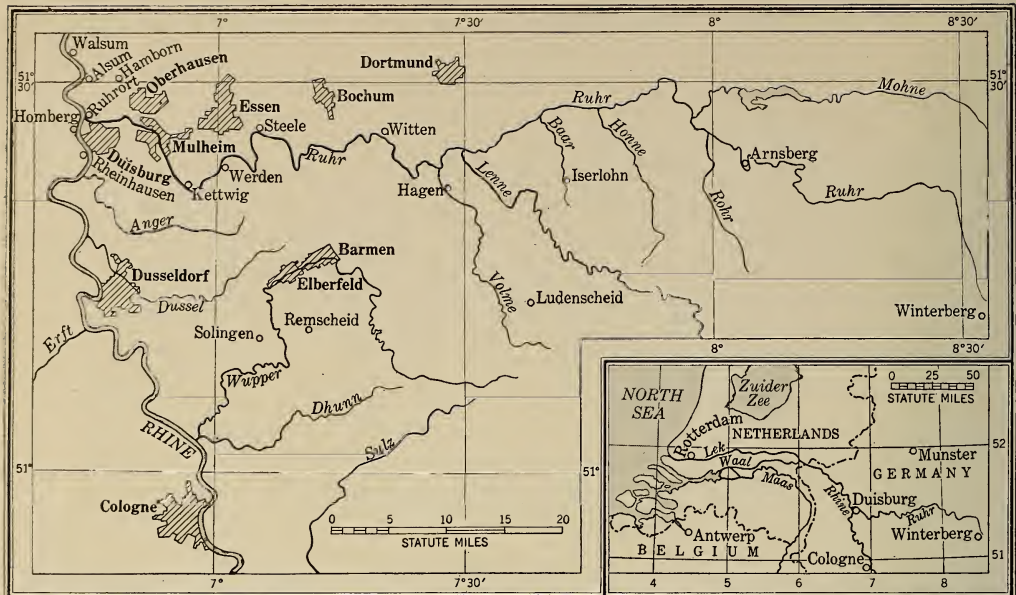 7°
7°30'
8°
8°30'
51°
30'
51°
30'
Walsum
Alsum
Hamborn
Oberhausen
Ruhrort
Homberg
Essen
Bochum
Dortmund
Duisburg
Rheinhausen
Mulheim
Steele
Witten
Ruhr
Werden
Kettwig
Ruhr
Baar
Honne
Mohne
Hagen
Lenne
Iserlohn
Rohr
Arnsberg
Ruhr
Anger
Dusseldorf
Dussel
Barmen
Elberfeld
Volme
Ludenscheid
Winterberg
Erft
Solingen
Remscheid
Wupper
Dhunn
Sulz
RHINE
51°
51°
Cologne
0 5 10 15 20
STATUTE MILES
7°
7°30'
8°
8°30'
NORTH
SEA
Zuider
Zee
0 25 50
STATUTE MILES
Rotterdam
NETHERLANDS
Lek
Waal
Maas
52
Munster
GERMANY
Rhine
Duisburg
Ruhr
Winterberg
Antwerp
BELGIUM
Cologne
51
4 5 6 7 8